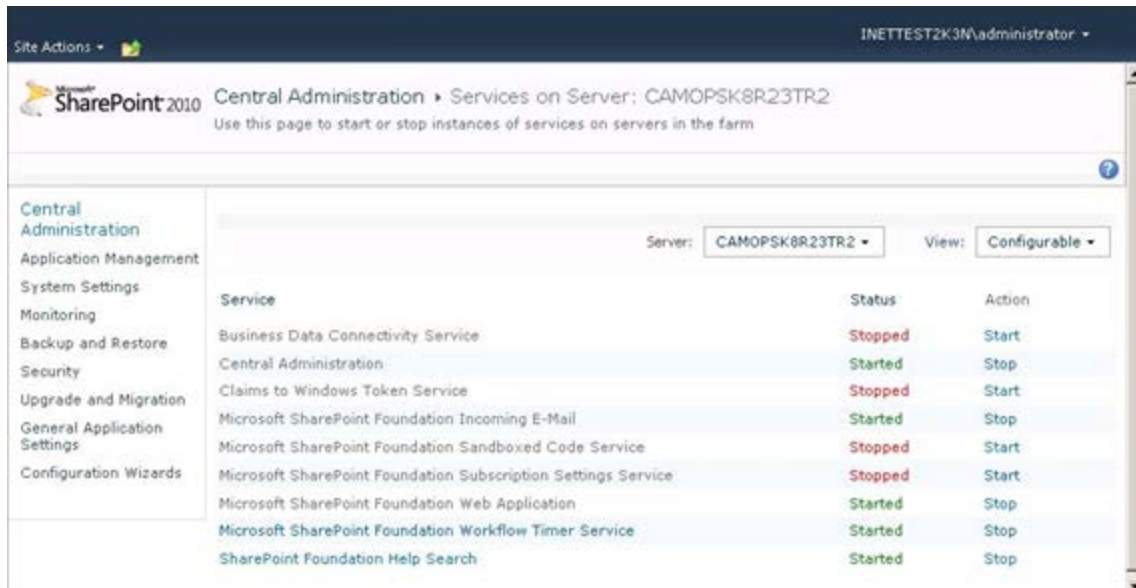 INETTEST2K3N\administrator
Site Actions
Microsoft
SharePoint 2010
Central Administration ▸ Services on Server: CAMOPSK8R23TR2
Use this page to start or stop instances of services on servers in the farm
Central
Administration
Application Management
System Settings
Monitoring
Backup and Restore
Security
Upgrade and Migration
General Application
Settings
Configuration Wizards
Server: CAMOPSK8R23TR2 View: Configurable
Service Status Action
Business Data Connectivity Service Stopped Start
Central Administration Started Stop
Claims to Windows Token Service Stopped Start
Microsoft SharePoint Foundation Incoming E-Mail Started Stop
Microsoft SharePoint Foundation Sandboxed Code Service Stopped Start
Microsoft SharePoint Foundation Subscription Settings Service Stopped Start
Microsoft SharePoint Foundation Web Application Started Stop
Microsoft SharePoint Foundation Workflow Timer Service Started Stop
SharePoint Foundation Help Search Started Stop